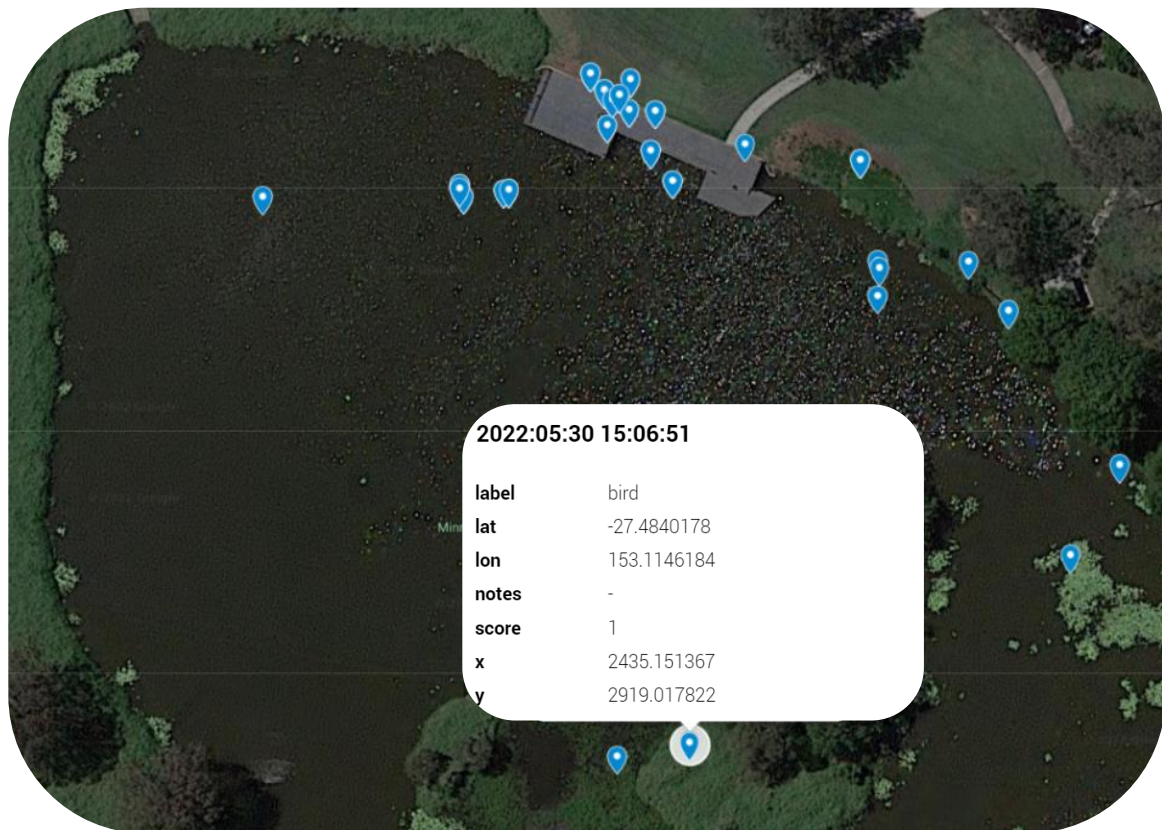 2022:05:30 15:06:51
label bird
lat -27.4840178
Minn
lon 153.1146184
notes -
score 1
x 2435.151367
y 2919.017822